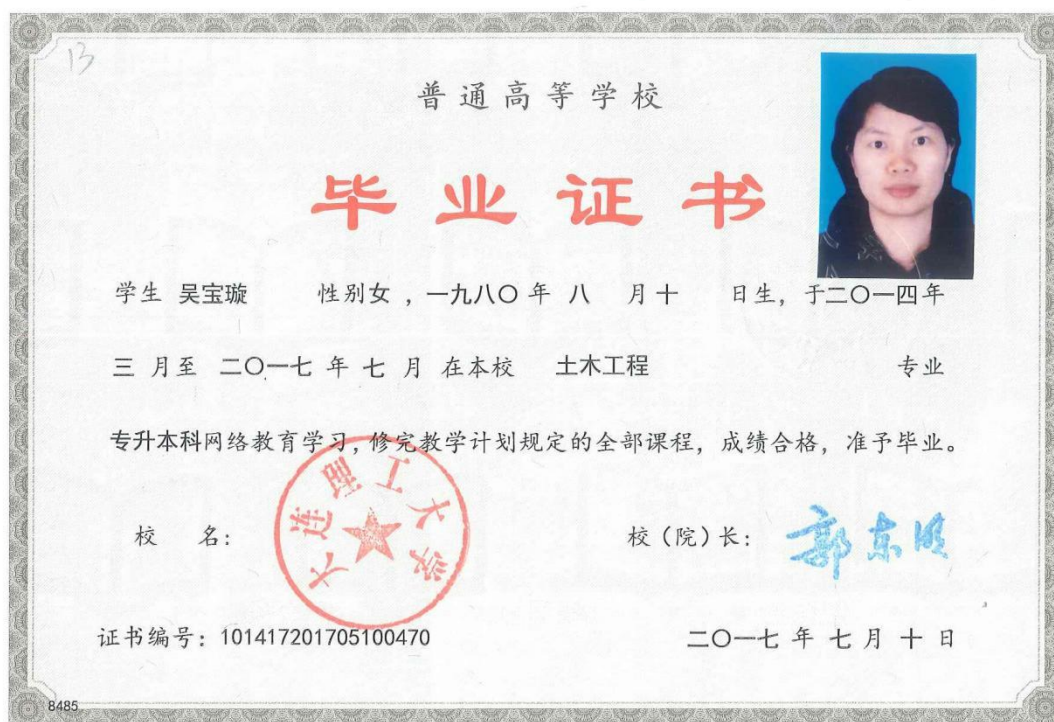 13
普通高等学校
毕业证书
学生 吴宝璇 性别女 ，一九八〇 年 八 月十 日生，于二〇一四年
三 月至 二〇一七 年 七 月 在本校 土木工程 专业
专升本科网络教育学习，修完教学计划规定的全部课程，成绩合格，准予毕业。
大连理工大学
校 名： 校（院）长： 郭东明
证书编号：101417201705100470 二〇一七 年 七 月 十 日
8485